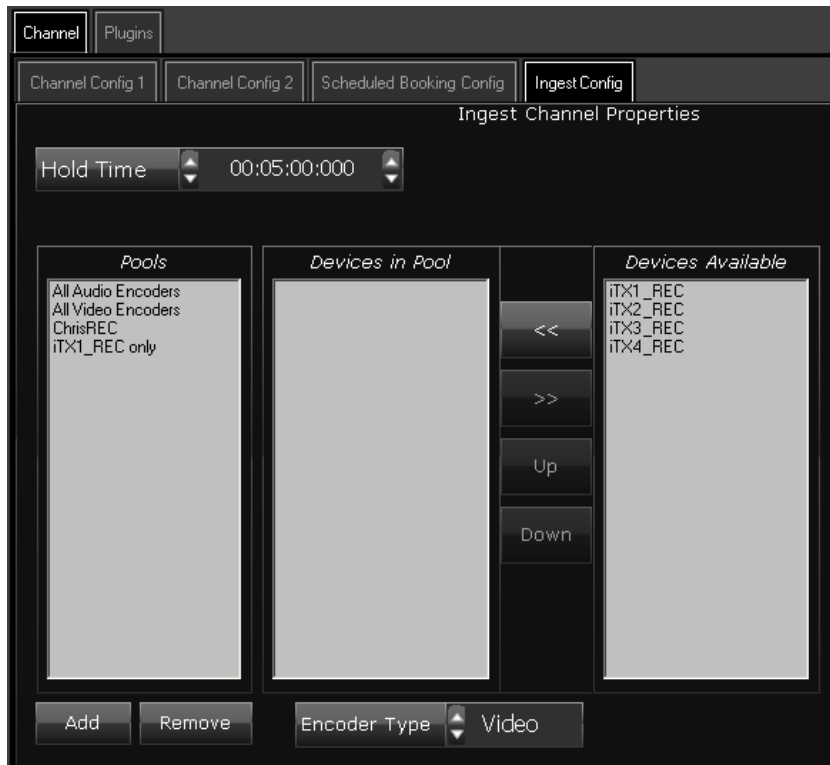 Channel Plugins
Channel Config 1 Channel Config 2 Scheduled Booking Config Ingest Config
Ingest Channel Properties
Hold Time 00:05:00:000
Pools
All Audio Encoders
All Video Encoders
ChrisREC
iTX1_REC only
Devices in Pool
<<
>>
Up
Down
Devices Available
iTX1_REC
iTX2_REC
iTX3_REC
iTX4_REC
Add Remove
Encoder Type Video